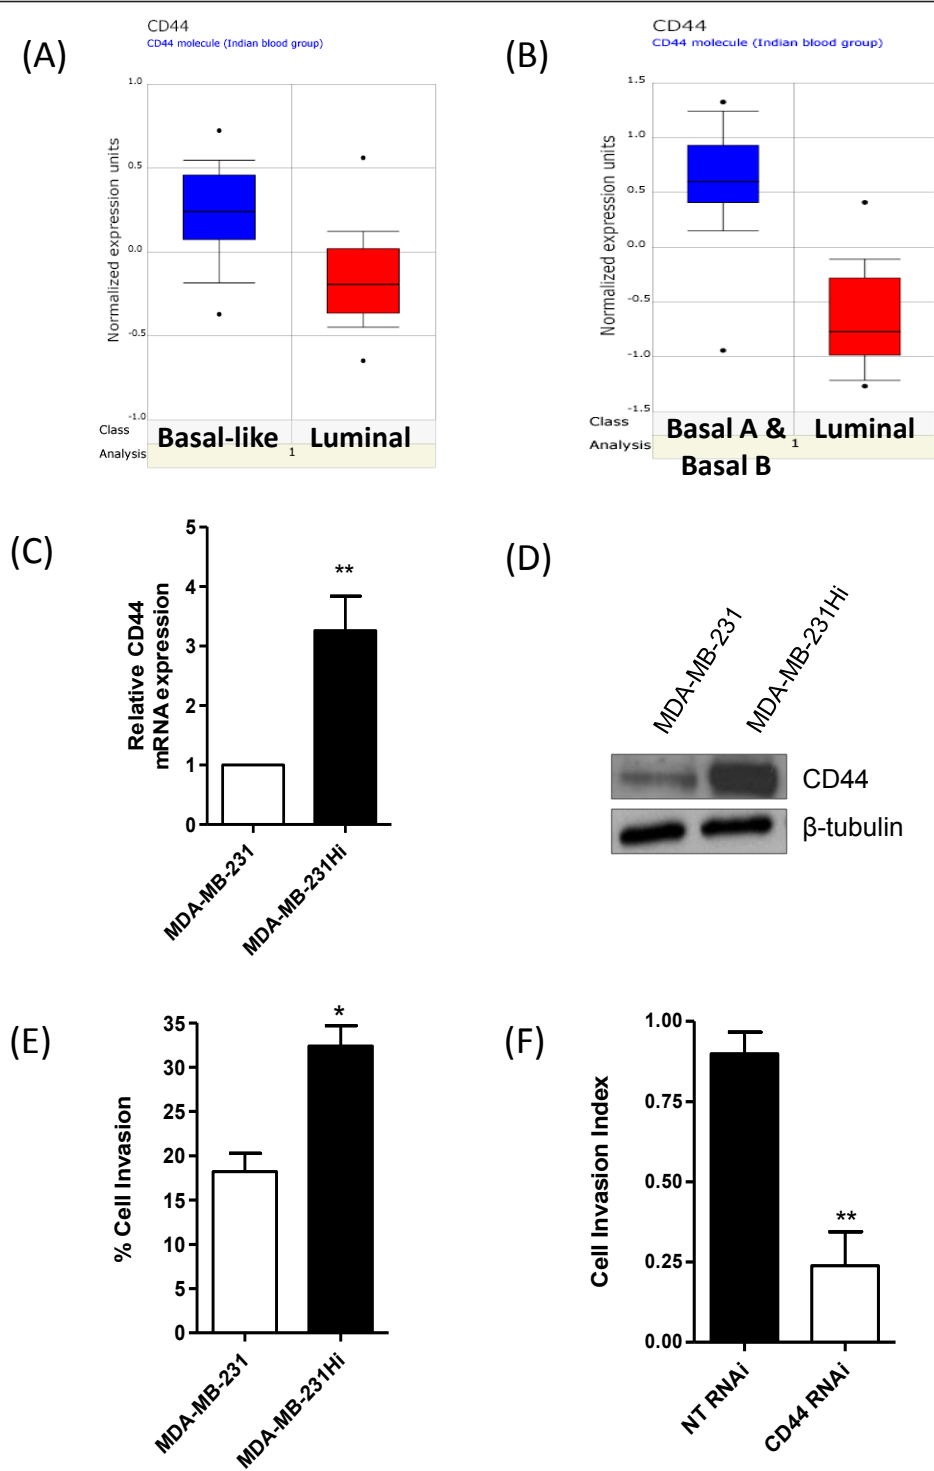 (A)
CD44
CD44 molecule (Indian blood group)
Normalized expression units
1.0
0.5
0.0
-0.5
-1.0
Class
Basal-like
Luminal
Analysis
1
(B)
CD44
CD44 molecule (Indian blood group)
Normalized expression units
1.5
1.0
0.5
0.0
-0.5
-1.0
-1.5
Class
Basal A &
Luminal
Analysis
1
Basal B
(C)
Relative CD44
mRNA expression
5
4
3
2
1
0
**
MDA-MB-231
MDA-MB-231Hi
(D)
MDA-MB-231
MDA-MB-231Hi
CD44
β-tubulin
(E)
% Cell Invasion
35
30
25
20
15
10
5
0
*
MDA-MB-231
MDA-MB-231Hi
(F)
Cell Invasion Index
1.00
0.75
0.50
0.25
0.00
**
NT RNAi
CD44 RNAi